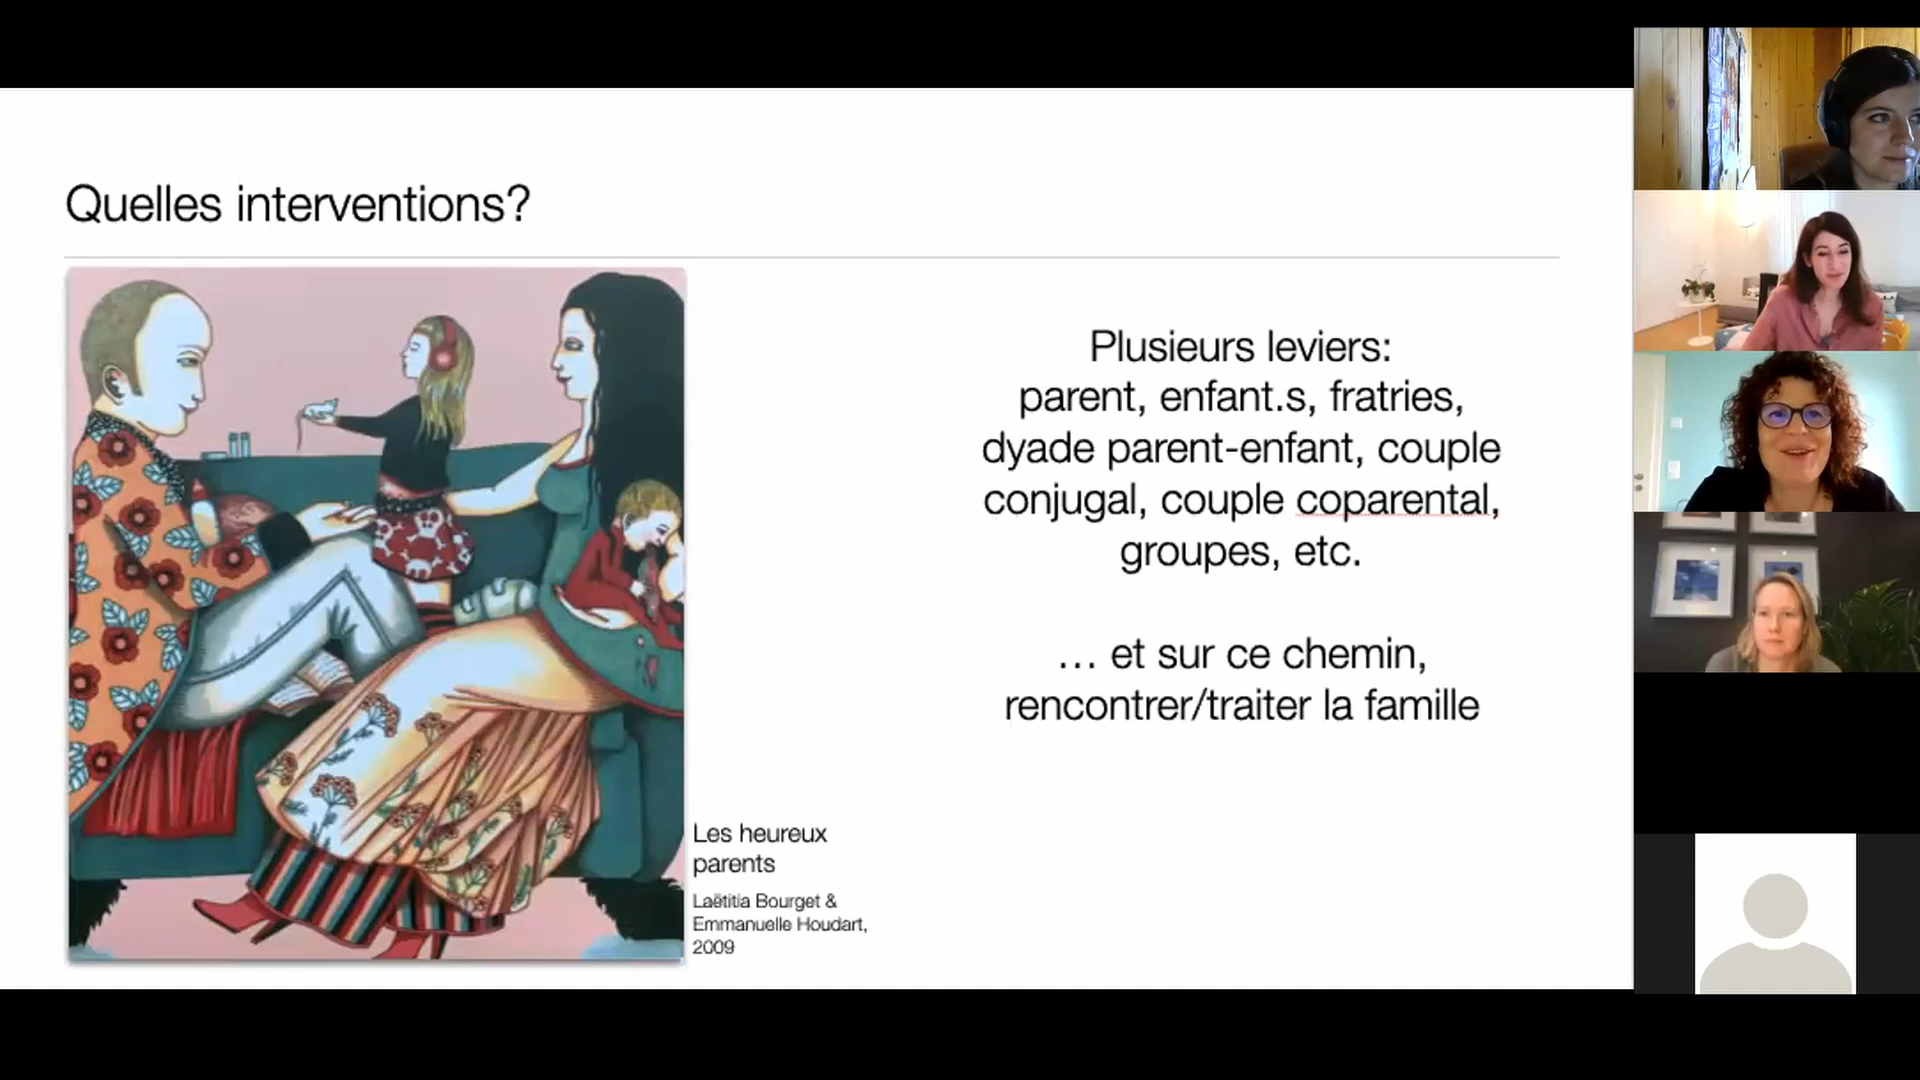 Quelles interventions?
Plusieurs leviers:
parent, enfant.s, fratries,
dyade parent-enfant, couple
conjugal, couple coparental,
groupes, etc.
… et sur ce chemin,
rencontrer/traiter la famille
Les heureux
parents
Laëtitia Bourget &
Emmanuelle Houdart,
2009